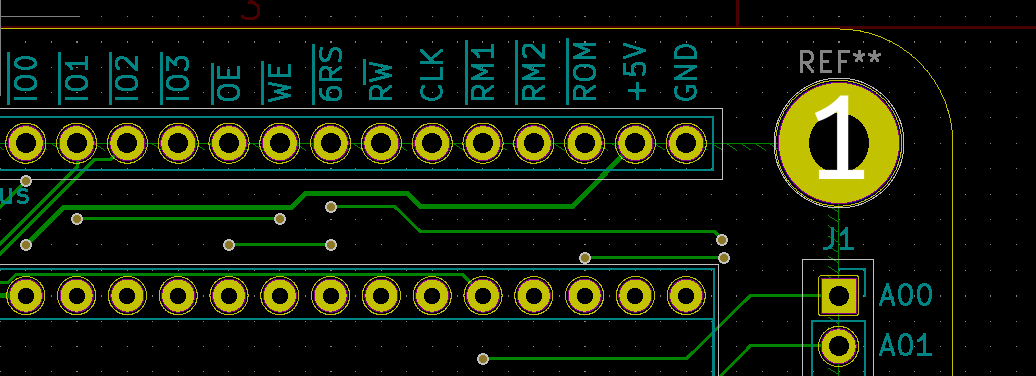 3
IO0 IO1 IO2 IO3 OE WE 6RS RW CLK RM1 RM2 ROM +5V GND
REF**
1
us
J1
A00
A01